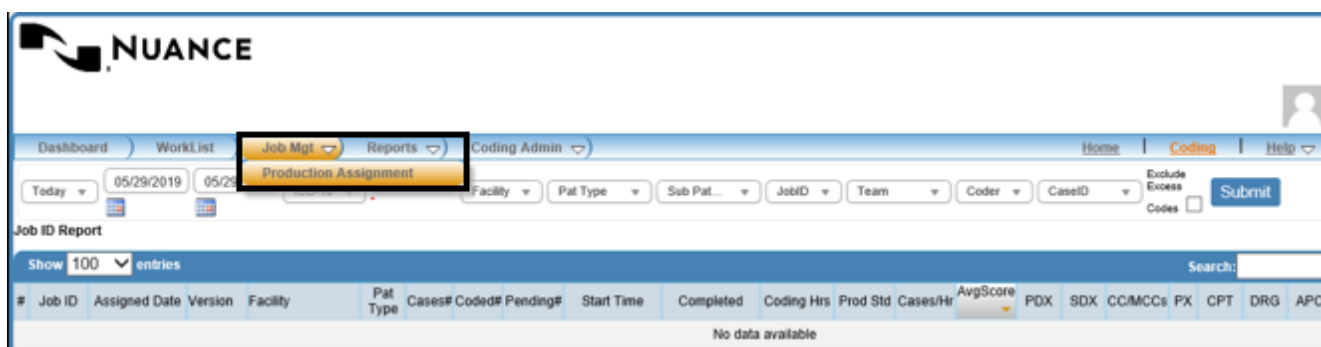 NUANCE
Dashboard WorkList Job Mgt Reports Coding Admin Home | Coding | Help
Production Assignment
Today 05/29/2019 05/29 Facility Pat Type Sub Pat... JobID Team Coder CaseID Exclude Excess Codes Submit
Job ID Report
Show 100 entries Search:
# Job ID Assigned Date Version Facility Pat Type Cases# Coded# Pending# Start Time Completed Coding Hrs Prod Std Cases/Hr AvgScore PDX SDX CC/MCCs PX CPT DRG APC
No data available